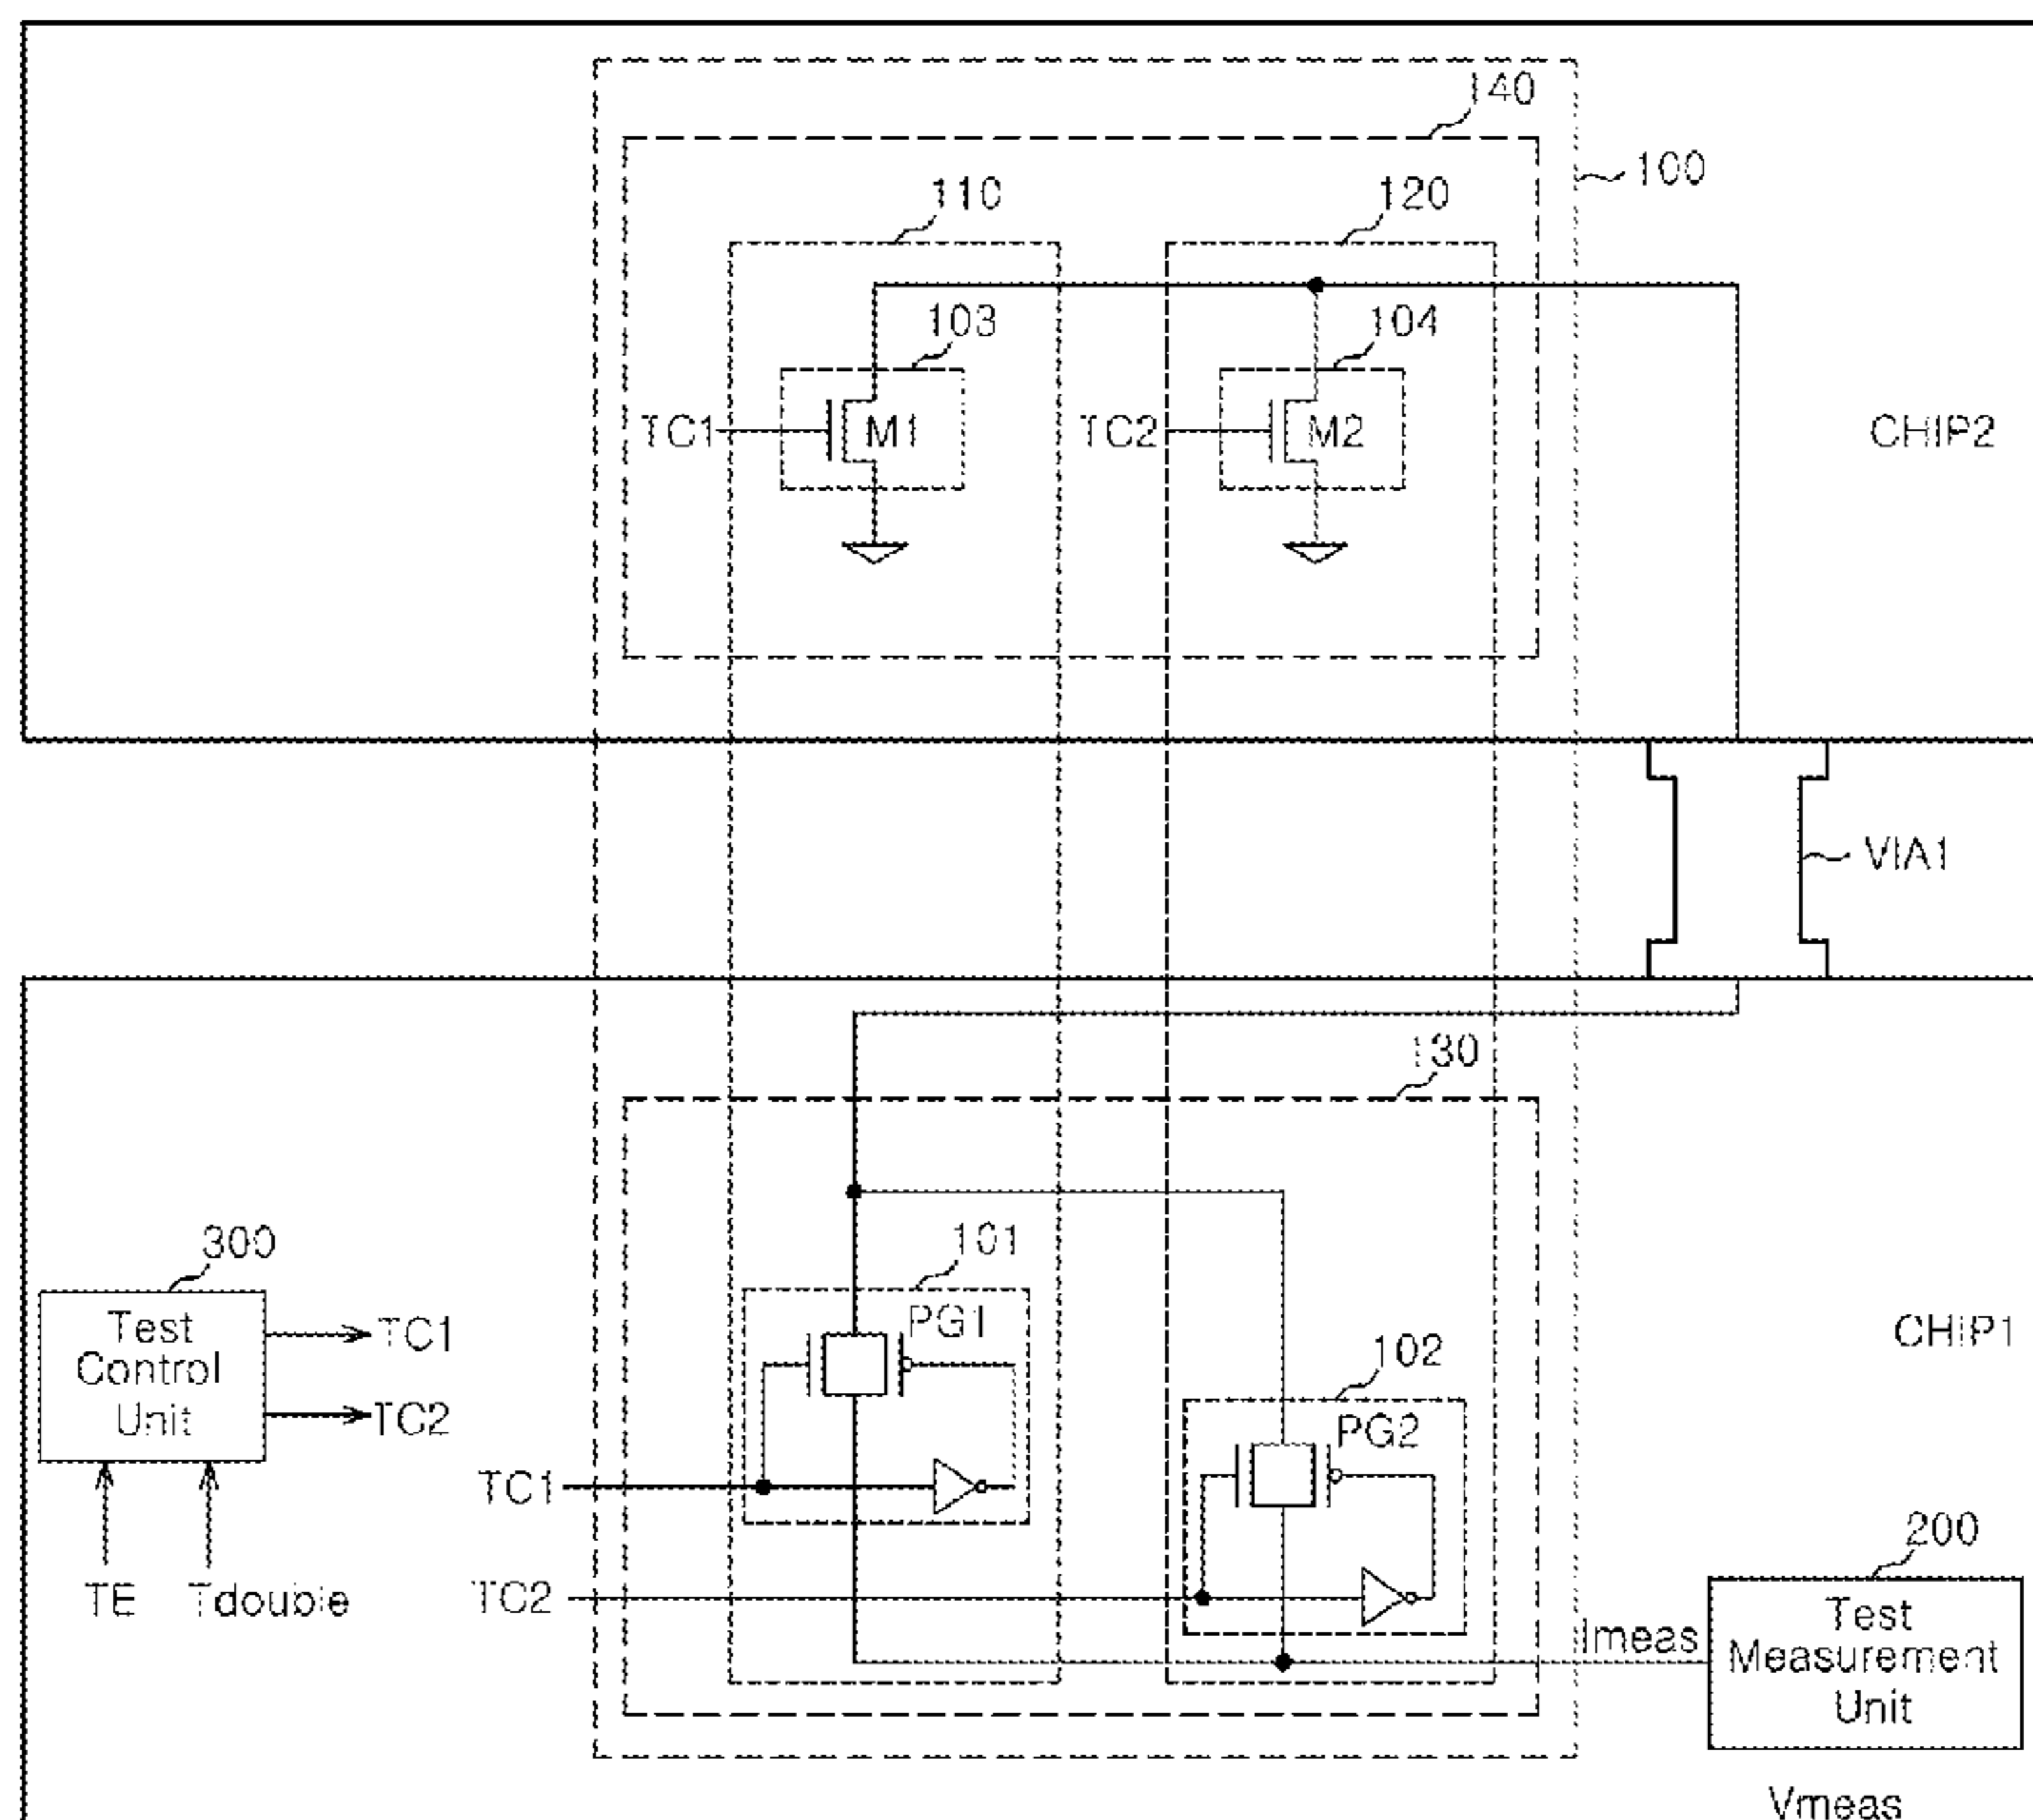 140
100
110
120
103
104
TC1
M1
TC2
M2
CHIP2
VIA1
130
300
101
Test
Control
Unit
TC1
TC2
PG1
CHIP1
102
PG2
TC1
200
TE
Tdouble
TC2
Imeas
Test
Measurement
Unit
Vmeas